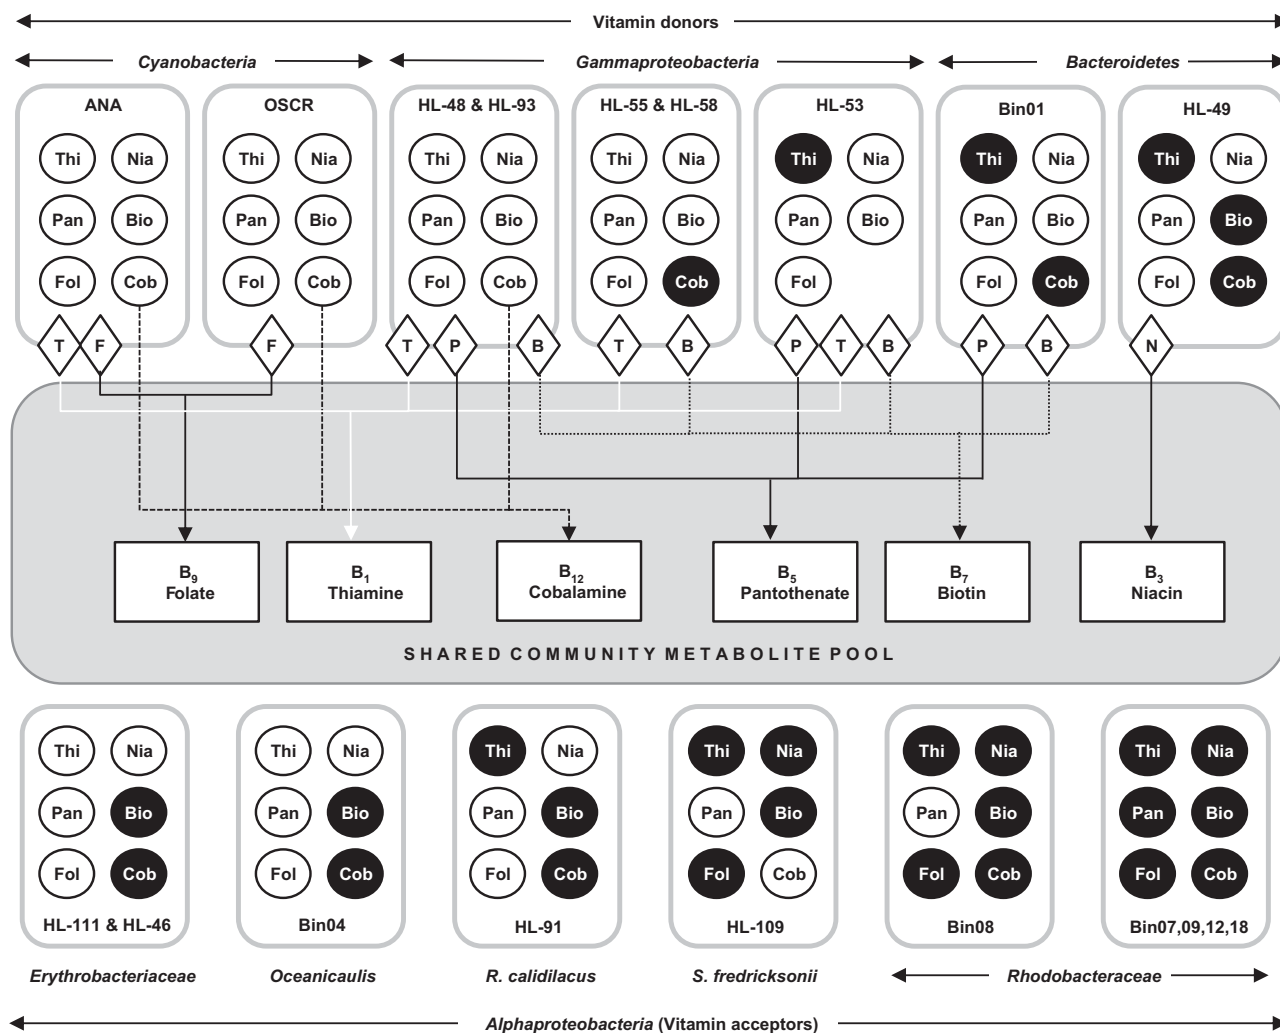 Vitamin donors
Cyanobacteria Gammaproteobacteria Bacteroidetes
ANA OSCR HL-48 & HL-93 HL-55 & HL-58 HL-53 Bin01 HL-49
Thi Nia Thi Nia Thi Nia Thi Nia Thi Nia Thi Nia Thi Nia
Pan Bio Pan Bio Pan Bio Pan Bio Pan Bio Pan Bio Pan Bio
Fol Cob Fol Cob Fol Cob Fol Cob Fol Fol Cob Fol Cob
T F F T P B T B P T B P B N
B9 B1 B12 B5 B7 B3
Folate Thiamine Cobalamine Pantothenate Biotin Niacin
SHARED COMMUNITY METABOLITE POOL
Thi Nia Thi Nia Thi Nia Thi Nia Thi Nia Thi Nia
Pan Bio Pan Bio Pan Bio Pan Bio Pan Bio Pan Bio
Fol Cob Fol Cob Fol Cob Fol Cob Fol Cob Fol Cob
HL-111 & HL-46 Bin04 HL-91 HL-109 Bin08 Bin07,09,12,18
Erythrobacteriaceae Oceanicaulis R. calidilacus S. fredricksonii Rhodobacteraceae
Alphaproteobacteria (Vitamin acceptors)